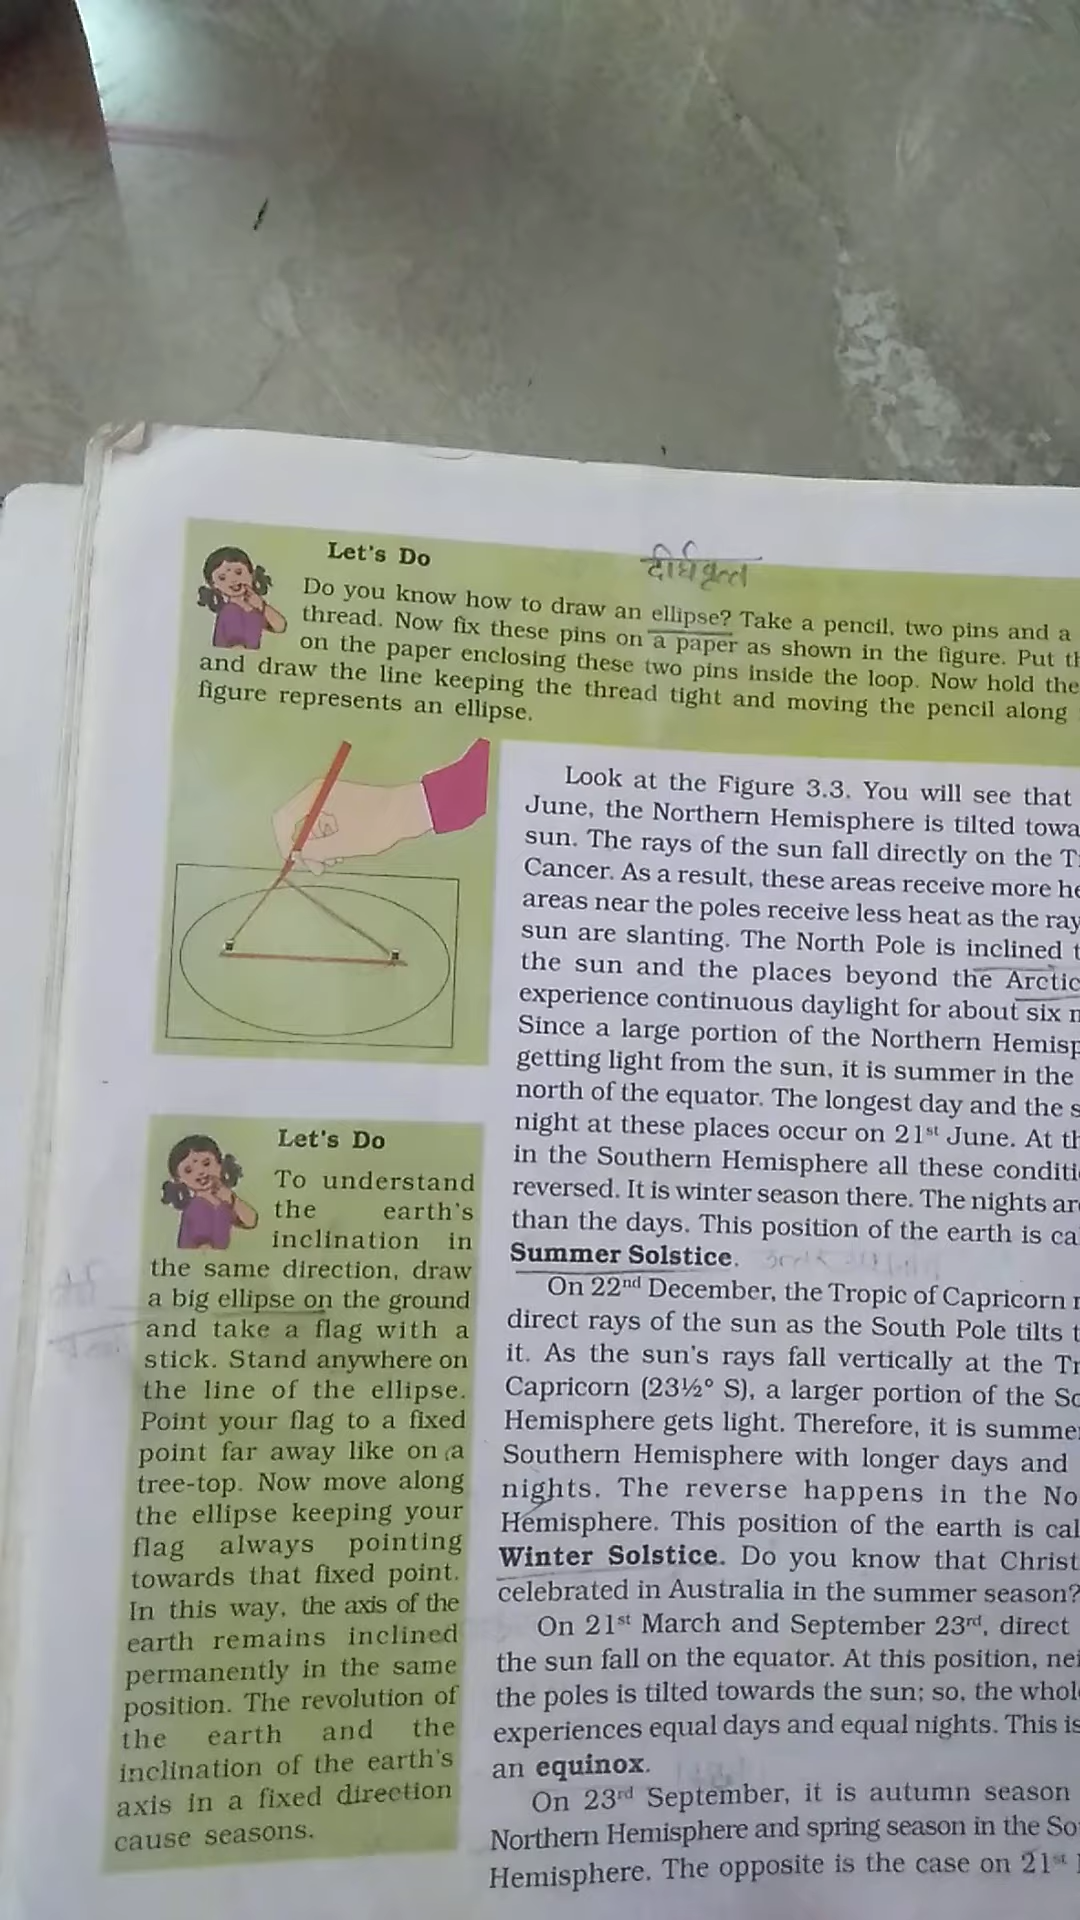 Let's Do
दीर्घवृत्त
Do you know how to draw an ellipse? Take a pencil, two pins and a
thread. Now fix these pins on a paper as shown in the figure. Put th
on the paper enclosing these two pins inside the loop. Now hold the
and draw the line keeping the thread tight and moving the pencil along
figure represents an ellipse.
Look at the Figure 3.3. You will see that
June, the Northern Hemisphere is tilted towa
sun. The rays of the sun fall directly on the T
Cancer. As a result, these areas receive more he
areas near the poles receive less heat as the ray
sun are slanting. The North Pole is inclined t
the sun and the places beyond the Arctic
experience continuous daylight for about six m
Since a large portion of the Northern Hemisp
getting light from the sun, it is summer in the
north of the equator. The longest day and the s
night at these places occur on 21st June. At th
in the Southern Hemisphere all these conditi
reversed. It is winter season there. The nights are
than the days. This position of the earth is ca
Summer Solstice.
On 22nd December, the Tropic of Capricorn r
direct rays of the sun as the South Pole tilts t
it. As the sun's rays fall vertically at the Tr
Capricorn (23½° S), a larger portion of the So
Hemisphere gets light. Therefore, it is summer
Southern Hemisphere with longer days and
nights. The reverse happens in the No
Hemisphere. This position of the earth is cal
Winter Solstice. Do you know that Christ
celebrated in Australia in the summer season?
On 21st March and September 23rd, direct
the sun fall on the equator. At this position, nei
the poles is tilted towards the sun; so, the whole
experiences equal days and equal nights. This is
an equinox.
On 23rd September, it is autumn season
Northern Hemisphere and spring season in the So
Hemisphere. The opposite is the case on 21st
Let's Do
To understand
the earth's
inclination in
the same direction, draw
a big ellipse on the ground
and take a flag with a
stick. Stand anywhere on
the line of the ellipse.
Point your flag to a fixed
point far away like on a
tree-top. Now move along
the ellipse keeping your
flag always pointing
towards that fixed point.
In this way, the axis of the
earth remains inclined
permanently in the same
position. The revolution of
the earth and the
inclination of the earth's
axis in a fixed direction
cause seasons.